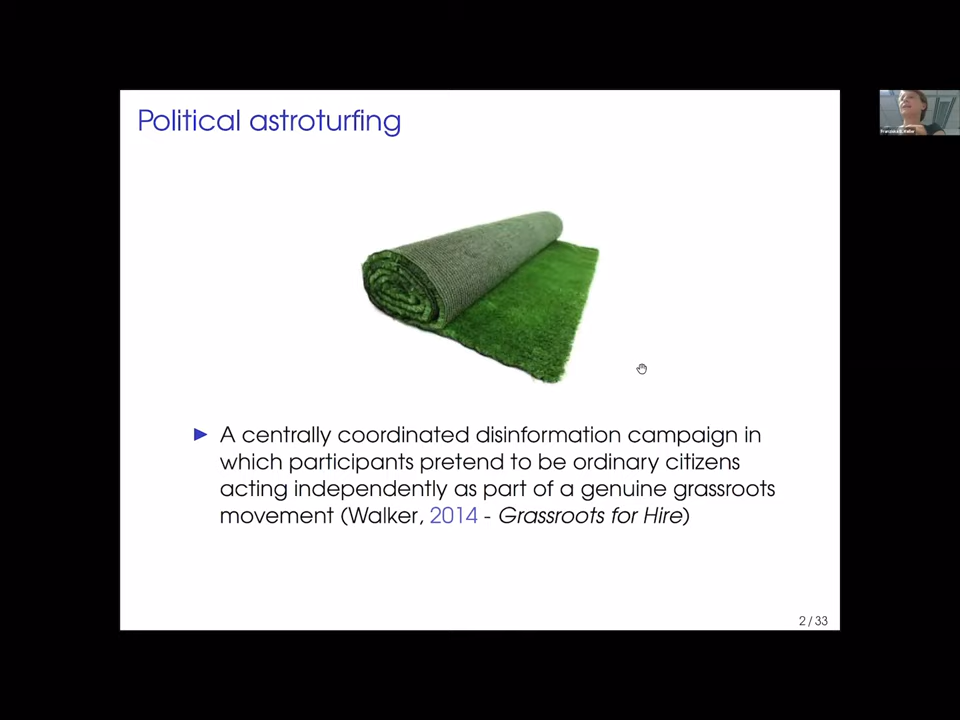 Political astroturfing
▶ A centrally coordinated disinformation campaign in
which participants pretend to be ordinary citizens
acting independently as part of a genuine grassroots
movement (Walker, 2014 - Grassroots for Hire)
2 / 33